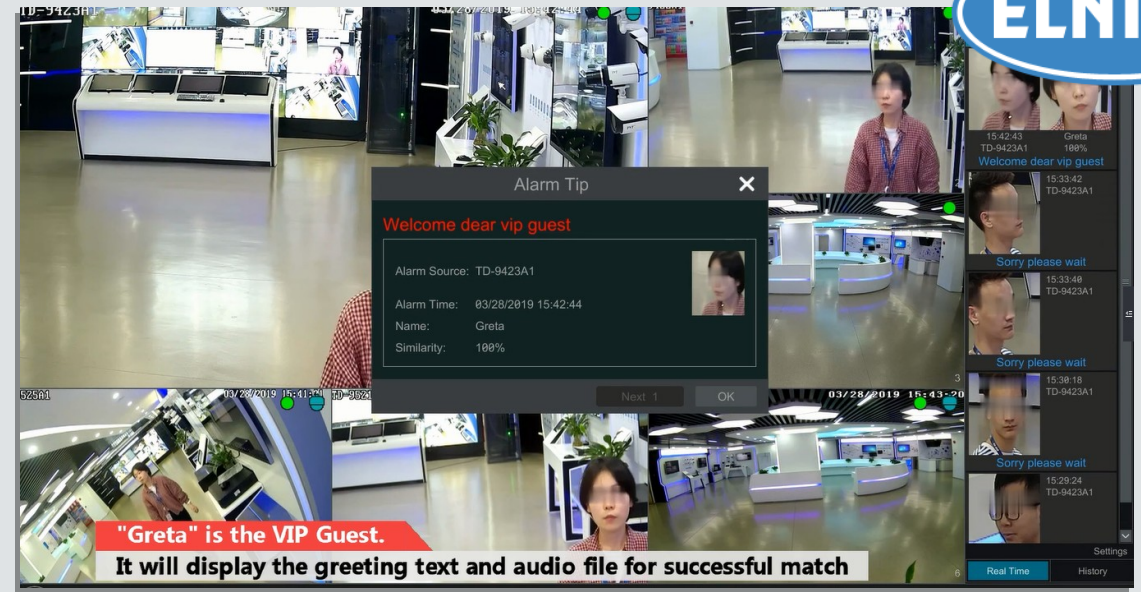 TD-9423A1
ELNI
15:42:43
Greta
TD-9423A1
100%
Welcome dear vip guest
15:33:42
TD-9423A1
Sorry please wait
15:33:40
TD-9423A1
Sorry please wait
15:30:18
TD-9423A1
Sorry please wait
15:29:24
TD-9423A1
Settings
Real Time
History
Alarm Tip
Welcome dear vip guest
Alarm Source: TD-9423A1
Alarm Time: 03/28/2019 15:42:44
Name: Greta
Similarity: 100%
Next 1
OK
3
525A1
03/28/2019 15:41:
03/28/2019 15:43:20
"Greta" is the VIP Guest.
It will display the greeting text and audio file for successful match
6